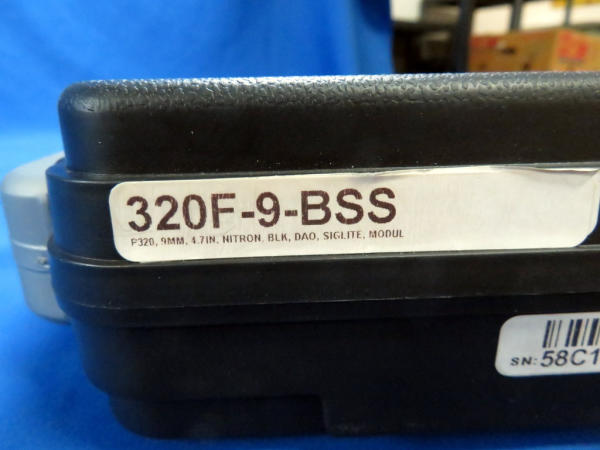 320F-9-BSS
P320, 9MM, 4.7IN, NITRON, BLK, DAO, SIGLITE, MODUL
SN: 58C1